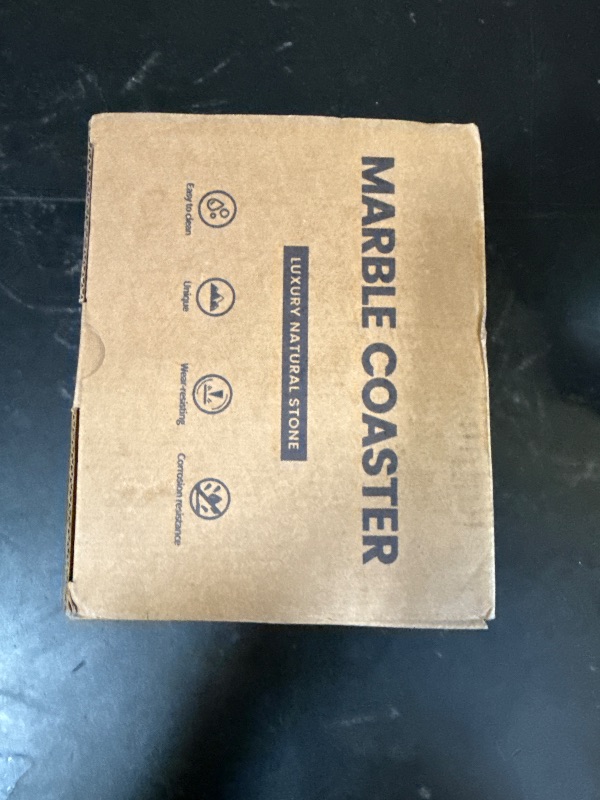 MARBLE COASTER
LUXURY NATURAL STONE
Easy to clean
Unique
Wear-resisting
Corrosion resistance